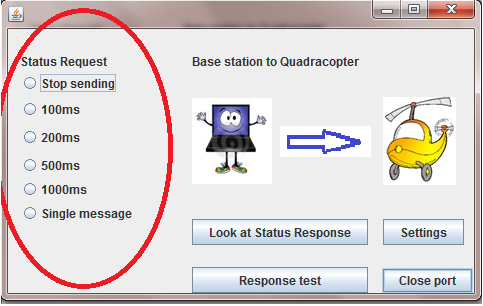 Status Request
Stop sending
100ms
200ms
500ms
1000ms
Single message
Base station to Quadracopter
Look at Status Response
Settings
Response test
Close port